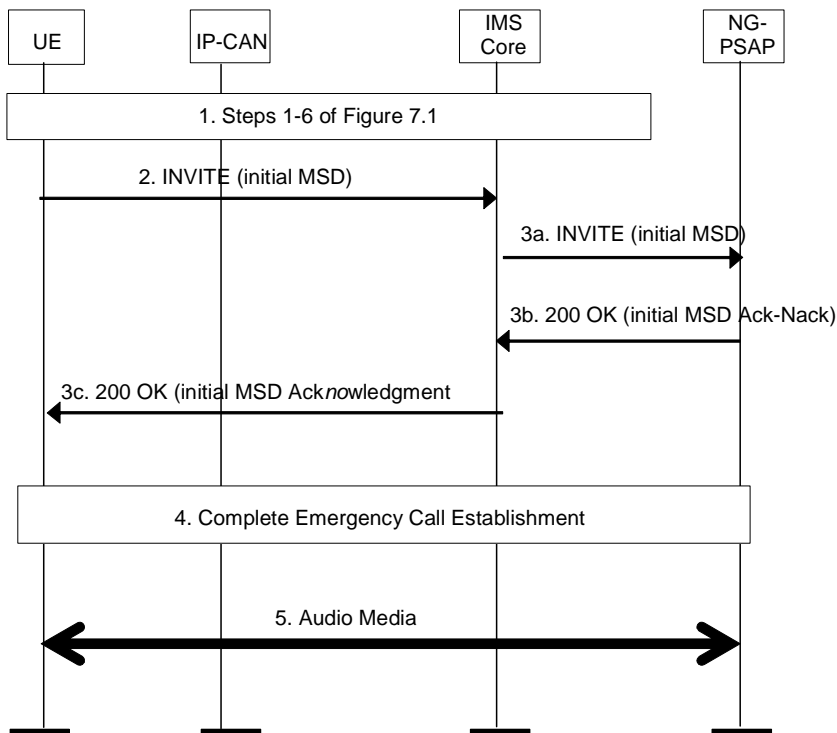 UE
IP-CAN
IMS
Core
NG-
PSAP
1. Steps 1-6 of Figure 7.1
2. INVITE (initial MSD)
3a. INVITE (initial MSD)
3b. 200 OK (initial MSD Ack-Nack)
3c. 200 OK (initial MSD Acknowledgment
4. Complete Emergency Call Establishment
5. Audio Media